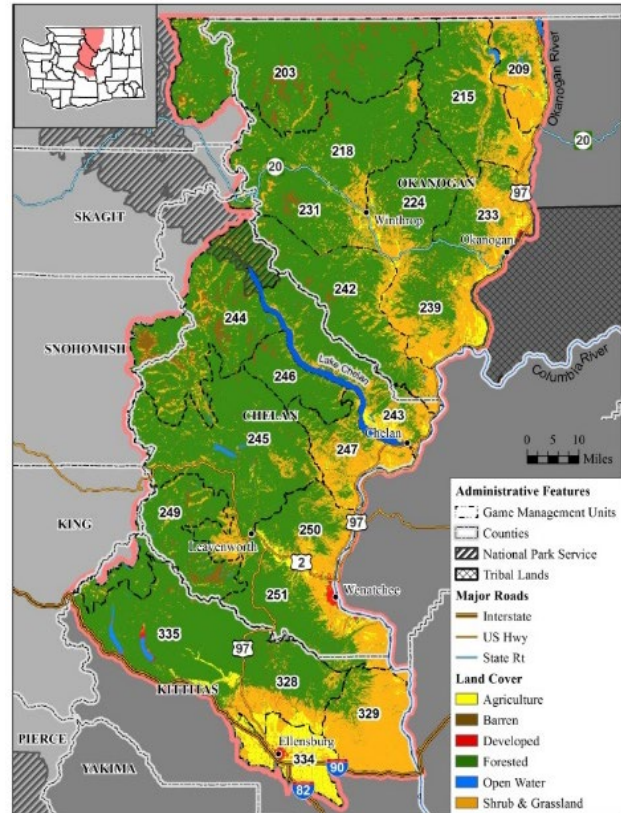 203
209
215
Okanogan River
20
218
20
OKANOGAN
97
SKAGIT
231
224
233
Winthrop
Okanogan
242
239
244
SNOHOMISH
Columbia River
Lake Chelan
246
CHELAN
243
245
Chelan
247
0 5 10
Miles
KING
249
250
97
Leavenworth
2
Wenatchee
251
335
97
328
KITTITAS
329
PIERCE
Ellensburg
334
90
YAKIMA
82
Administrative Features
Game Management Units
Counties
National Park Service
Tribal Lands
Major Roads
Interstate
US Hwy
State Rt
Land Cover
Agriculture
Barren
Developed
Forested
Open Water
Shrub & Grassland